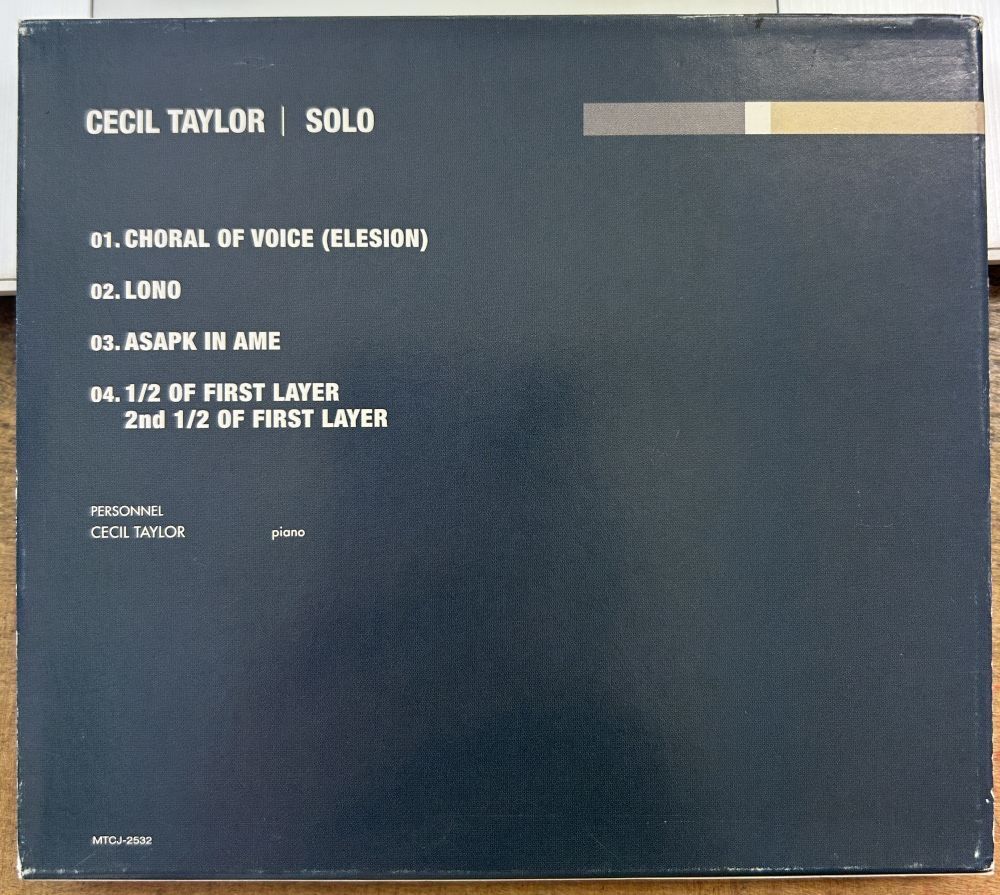 CECIL TAYLOR | SOLO
01. CHORAL OF VOICE (ELESION)
02. LONO
03. ASAPK IN AME
04. 1/2 OF FIRST LAYER
2nd 1/2 OF FIRST LAYER
PERSONNEL
CECIL TAYLOR piano
MTCJ-2532